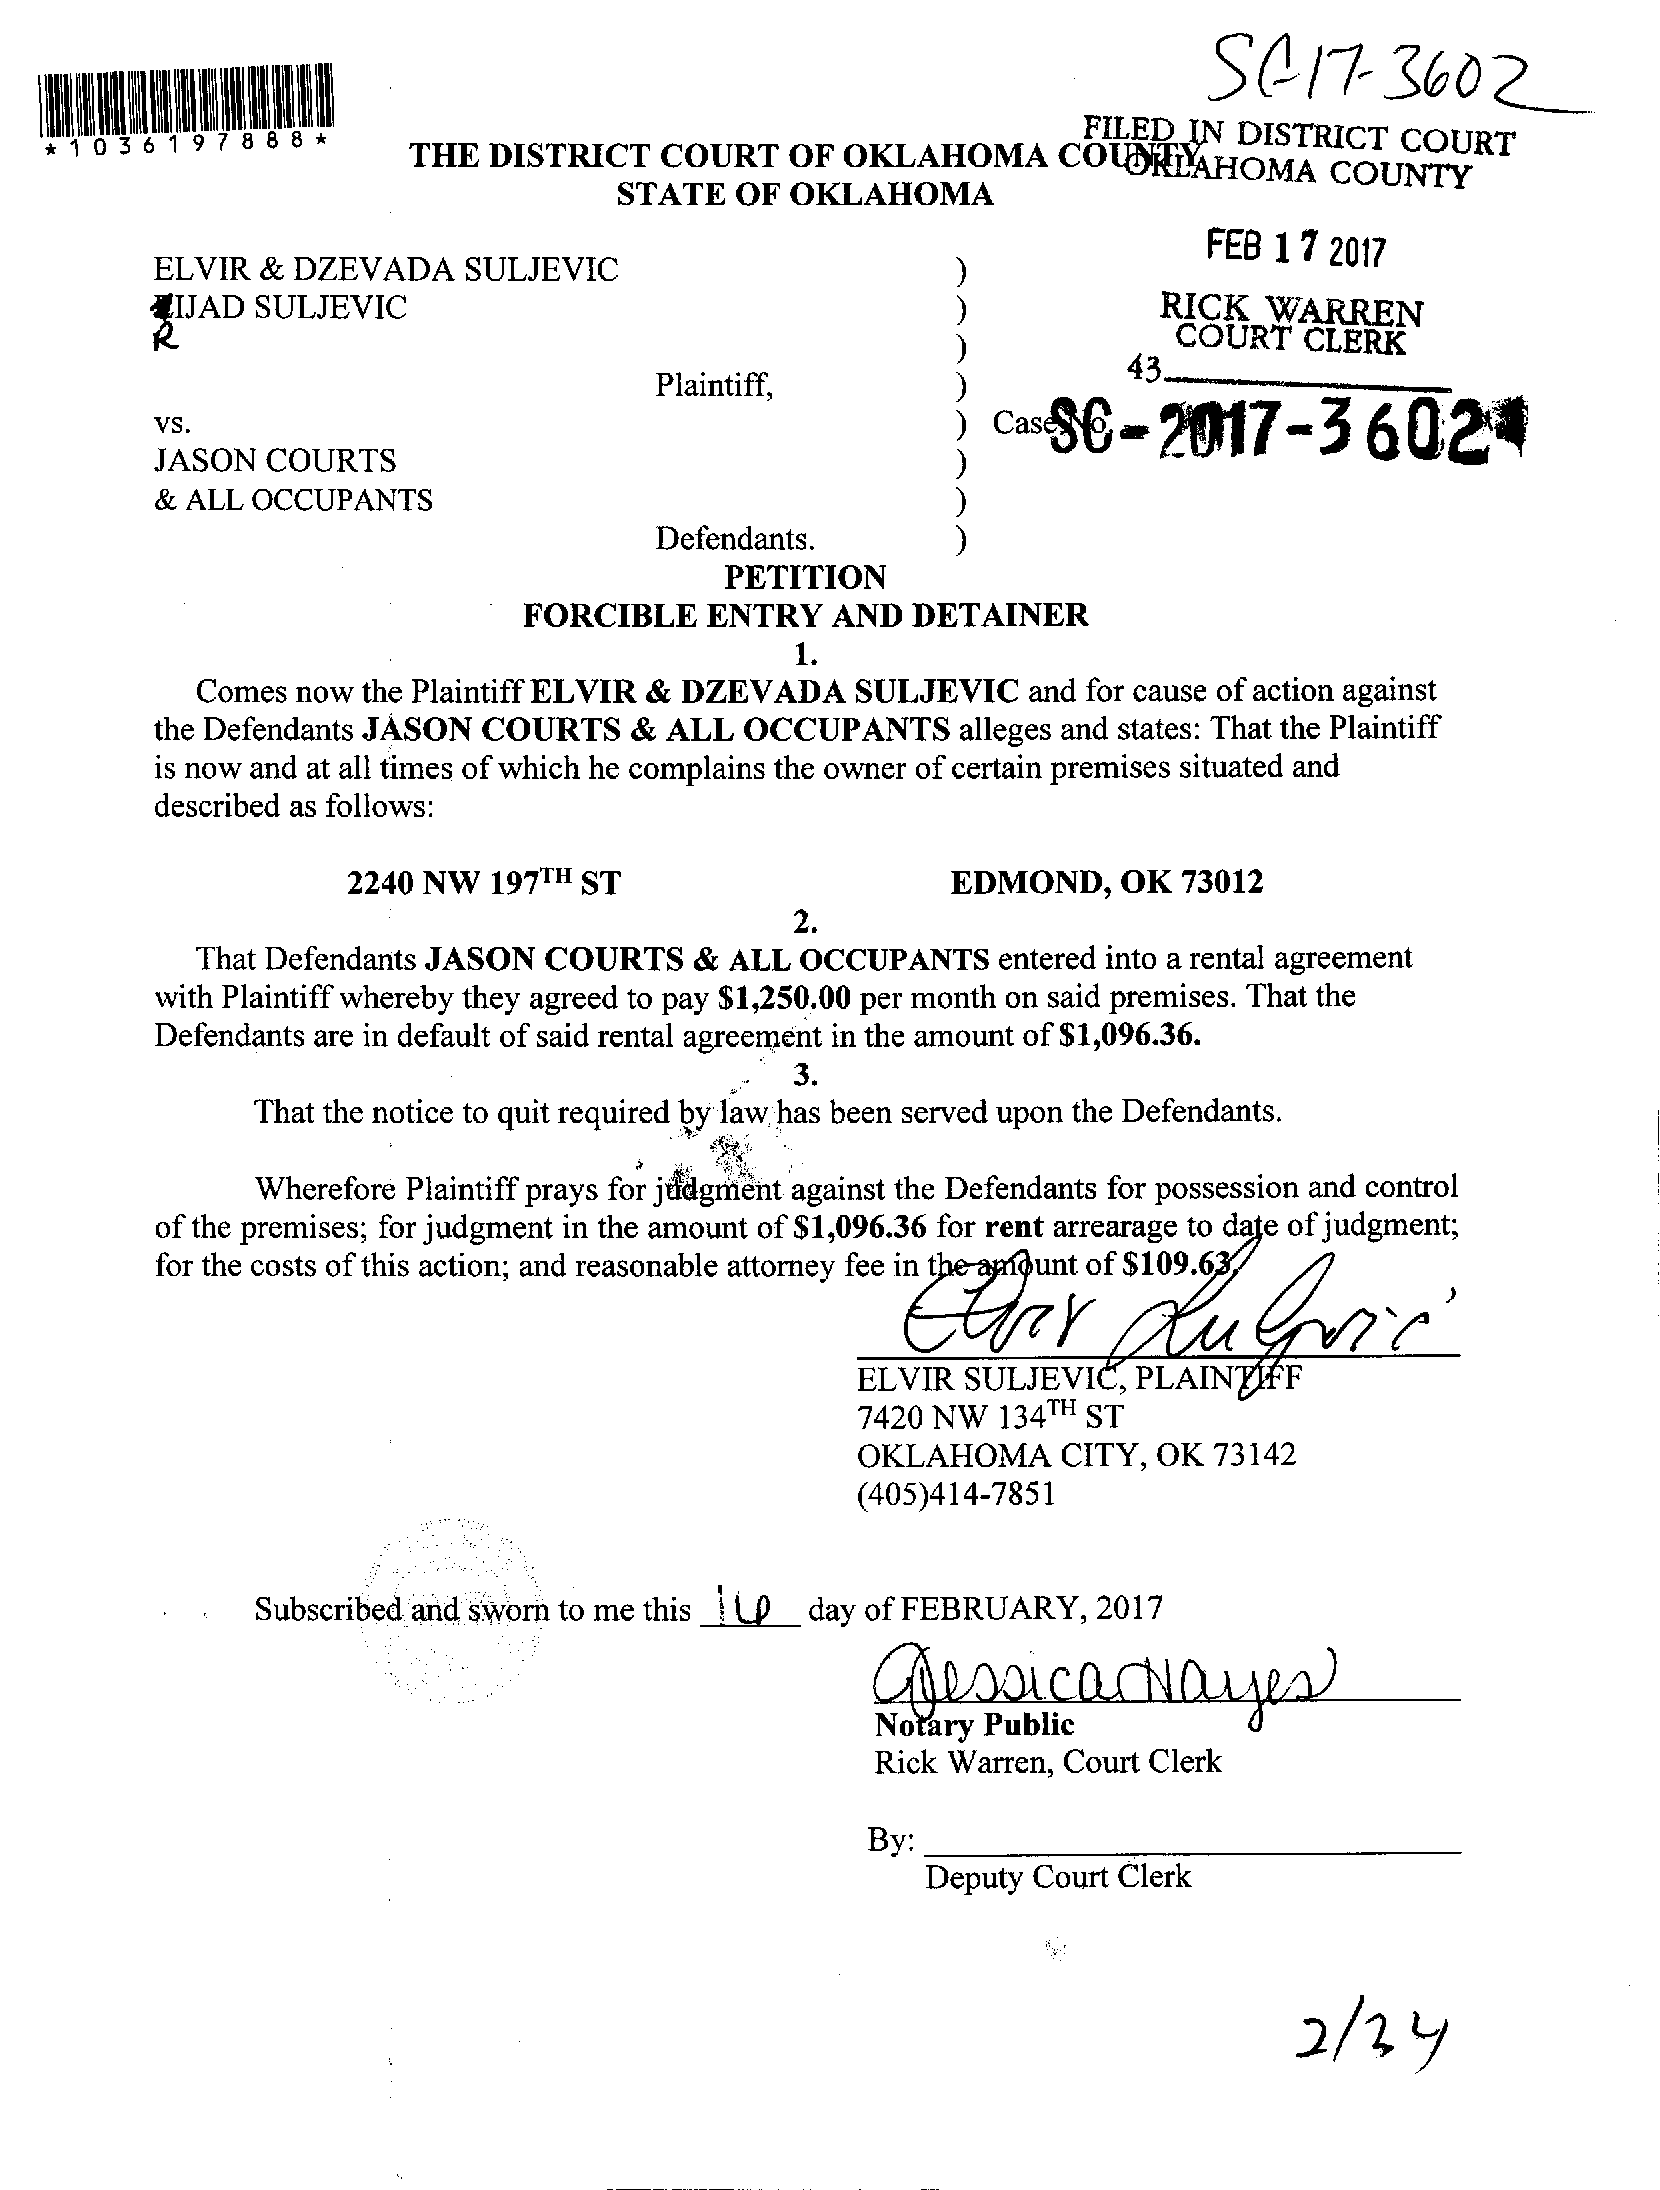 SC-17-3602
*1036197888*
FILED IN DISTRICT COURT
OKLAHOMA COUNTY
THE DISTRICT COURT OF OKLAHOMA COUNTY
STATE OF OKLAHOMA
FEB 17 2017
RICK WARREN
COURT CLERK
43
ELVIR & DZEVADA SULJEVIC )
IJAD SULJEVIC )
R )
Plaintiff, )
vs. ) Case No. SC-2017-3602
JASON COURTS )
& ALL OCCUPANTS )
Defendants. )
PETITION
FORCIBLE ENTRY AND DETAINER
1.
Comes now the Plaintiff ELVIR & DZEVADA SULJEVIC and for cause of action against
the Defendants JASON COURTS & ALL OCCUPANTS alleges and states: That the Plaintiff
is now and at all times of which he complains the owner of certain premises situated and
described as follows:
2240 NW 197TH ST EDMOND, OK 73012
2.
That Defendants JASON COURTS & ALL OCCUPANTS entered into a rental agreement
with Plaintiff whereby they agreed to pay $1,250.00 per month on said premises. That the
Defendants are in default of said rental agreement in the amount of $1,096.36.
3.
That the notice to quit required by law has been served upon the Defendants.
Wherefore Plaintiff prays for judgment against the Defendants for possession and control
of the premises; for judgment in the amount of $1,096.36 for rent arrearage to date of judgment;
for the costs of this action; and reasonable attorney fee in the amount of $109.63.
Elvir Suljevic
ELVIR SULJEVIC, PLAINTIFF
7420 NW 134TH ST
OKLAHOMA CITY, OK 73142
(405)414-7851
Subscribed and sworn to me this 16 day of FEBRUARY, 2017
Jessica Hayes
Notary Public
Rick Warren, Court Clerk
By:
Deputy Court Clerk
2/24